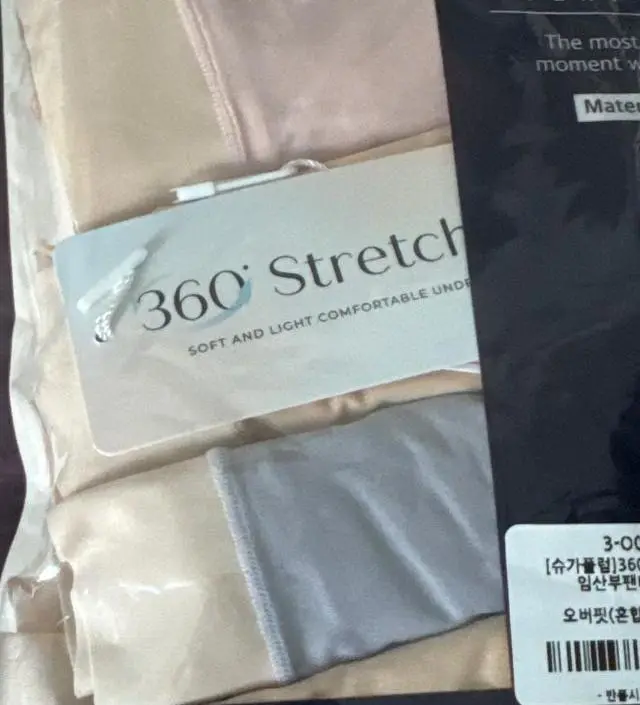 The most
moment w
Mater
360° Stretch
SOFT AND LIGHT COMFORTABLE UNDE
3-00
[슈가플럼]360
임산부팬
오버핏(혼합
- 반품시